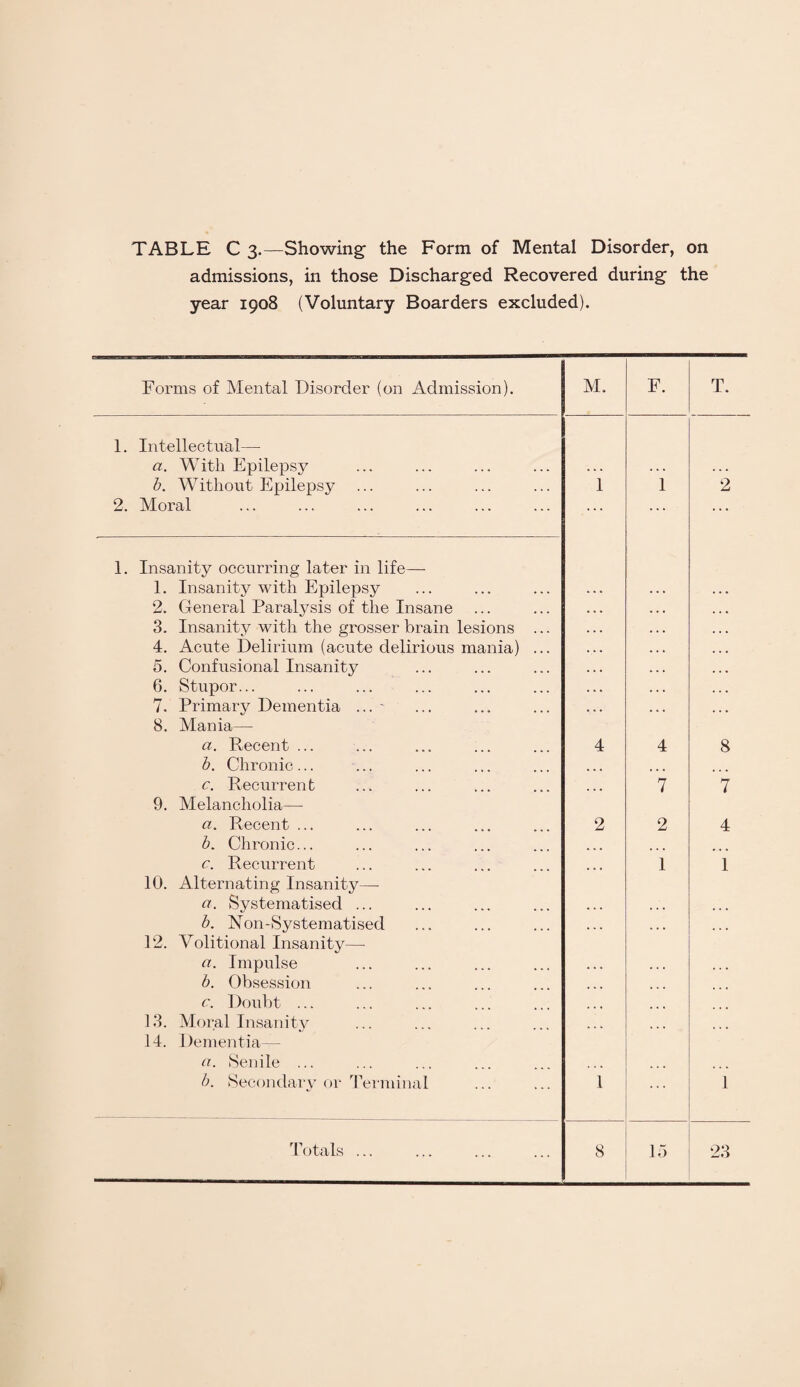 TABLE C 3.—Showing the Form of Mental Disorder, on
admissions, in those Discharged Recovered during the
year 1908 (Voluntary Boarders excluded).
Forms of Mental Disorder (on Admission). M. F. T.
1. Intellectual—
a. With Epilepsy ... ... ... ... ... ... ...
b. Without Epilepsy ... ... ... ... 1 1 2
2. Moral ... ... ... ... ... ... ... ... ...
1. Insanity occurring later in life—
1. Insanity with Epilepsy ... ... ... ... ... ...
2. General Paralysis of the Insane ... ... ... ... ...
3. Insanity with the grosser brain lesions ... ... ... ...
4. Acute Delirium (acute delirious mania) ... ... ... ...
5. Confusional Insanity ... ... ... ... ... ...
6. Stupor... ... ... ... ... ... ... ... ...
7. Primary Dementia ... ... ... ... ... ... ...
8. Mania—
a. Recent ... ... ... ... ... 4 4 8
b. Chronic... ... ... ... ... ... ... ...
c. Recurrent ... ... ... ... ... 7 7
9. Melancholia—
a. Recent ... ... ... ... ... 2 2 4
b. Chronic... ... ... ... ... ... ... ...
c. Recurrent ... ... ... ... ... 1 1
10. Alternating Insanity—
a. Systematised ... ... ... ... ... ... ...
b. Non-Systematised ... ... ... ... ... ...
12. Volitional Insanity—
a. Impulse ... ... ... ... ... ... ...
b. Obsession ... ... ... ... ... ... ...
c. Doubt ... ... ... ... ... ... ... ...
13. Moral Insanity ... ... ... ... ... ... ...
14. Dementia—
a. Senile ... ... ... ... ... ... ... ...
b. Secondary or Terminal ... ... 1 ... 1
Totals ... ... ... ... 8 15 23